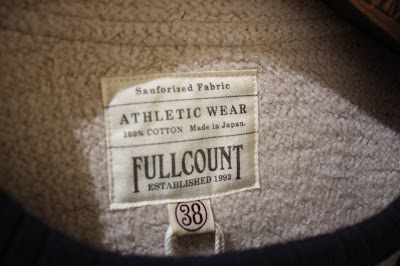 Sanforized Fabric
ATHLETIC WEAR
100% COTTON Made in Japan.
FULLCOUNT
ESTABLISHED 1993
38